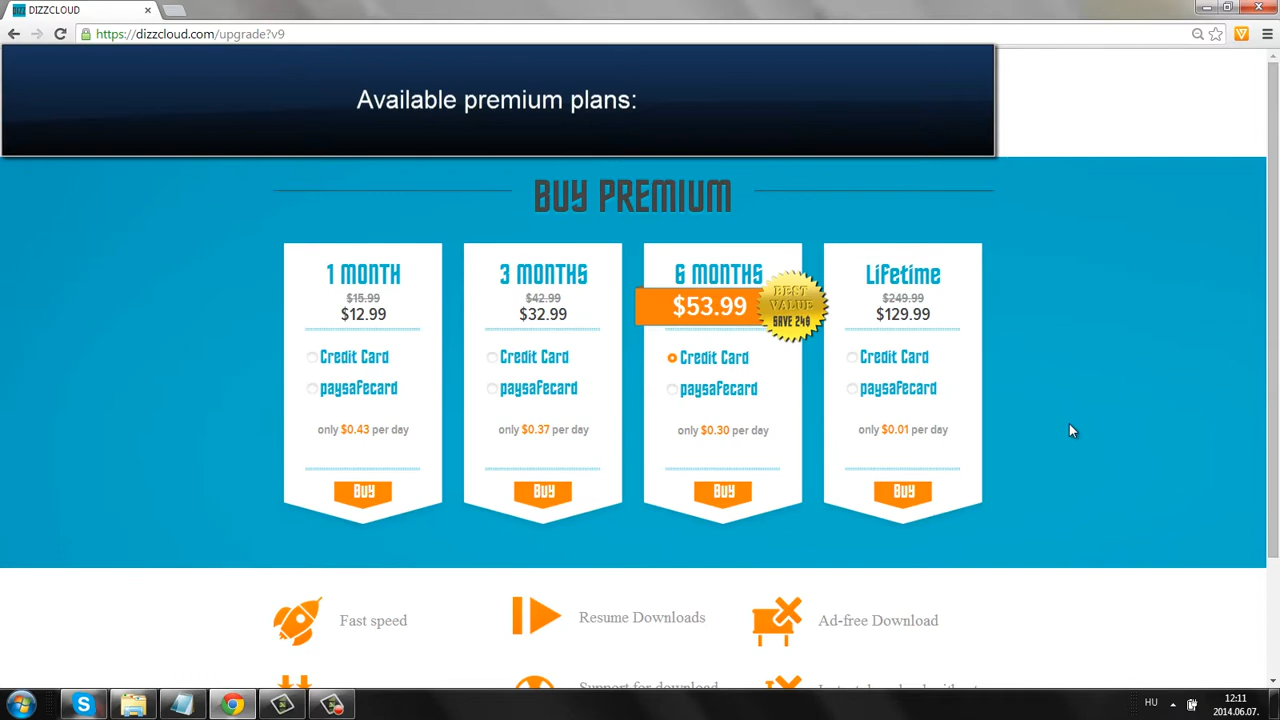 DIZZCLOUD
https://dizzcloud.com/upgrade?v9
Available premium plans:
BUY PREMIUM
1 MONTH
$15.99
$12.99
Credit Card
paysafecard
only $0.43 per day
Buy
3 MONTHS
$42.99
$32.99
Credit Card
paysafecard
only $0.37 per day
Buy
6 MONTHS
$53.99
BEST
VALUE
SAVE 24$
Credit Card
paysafecard
only $0.30 per day
Buy
Lifetime
$249.99
$129.99
Credit Card
paysafecard
only $0.01 per day
Buy
Fast speed
Resume Downloads
Ad-free Download
Support for download
HU
12:11
2014.06.07.